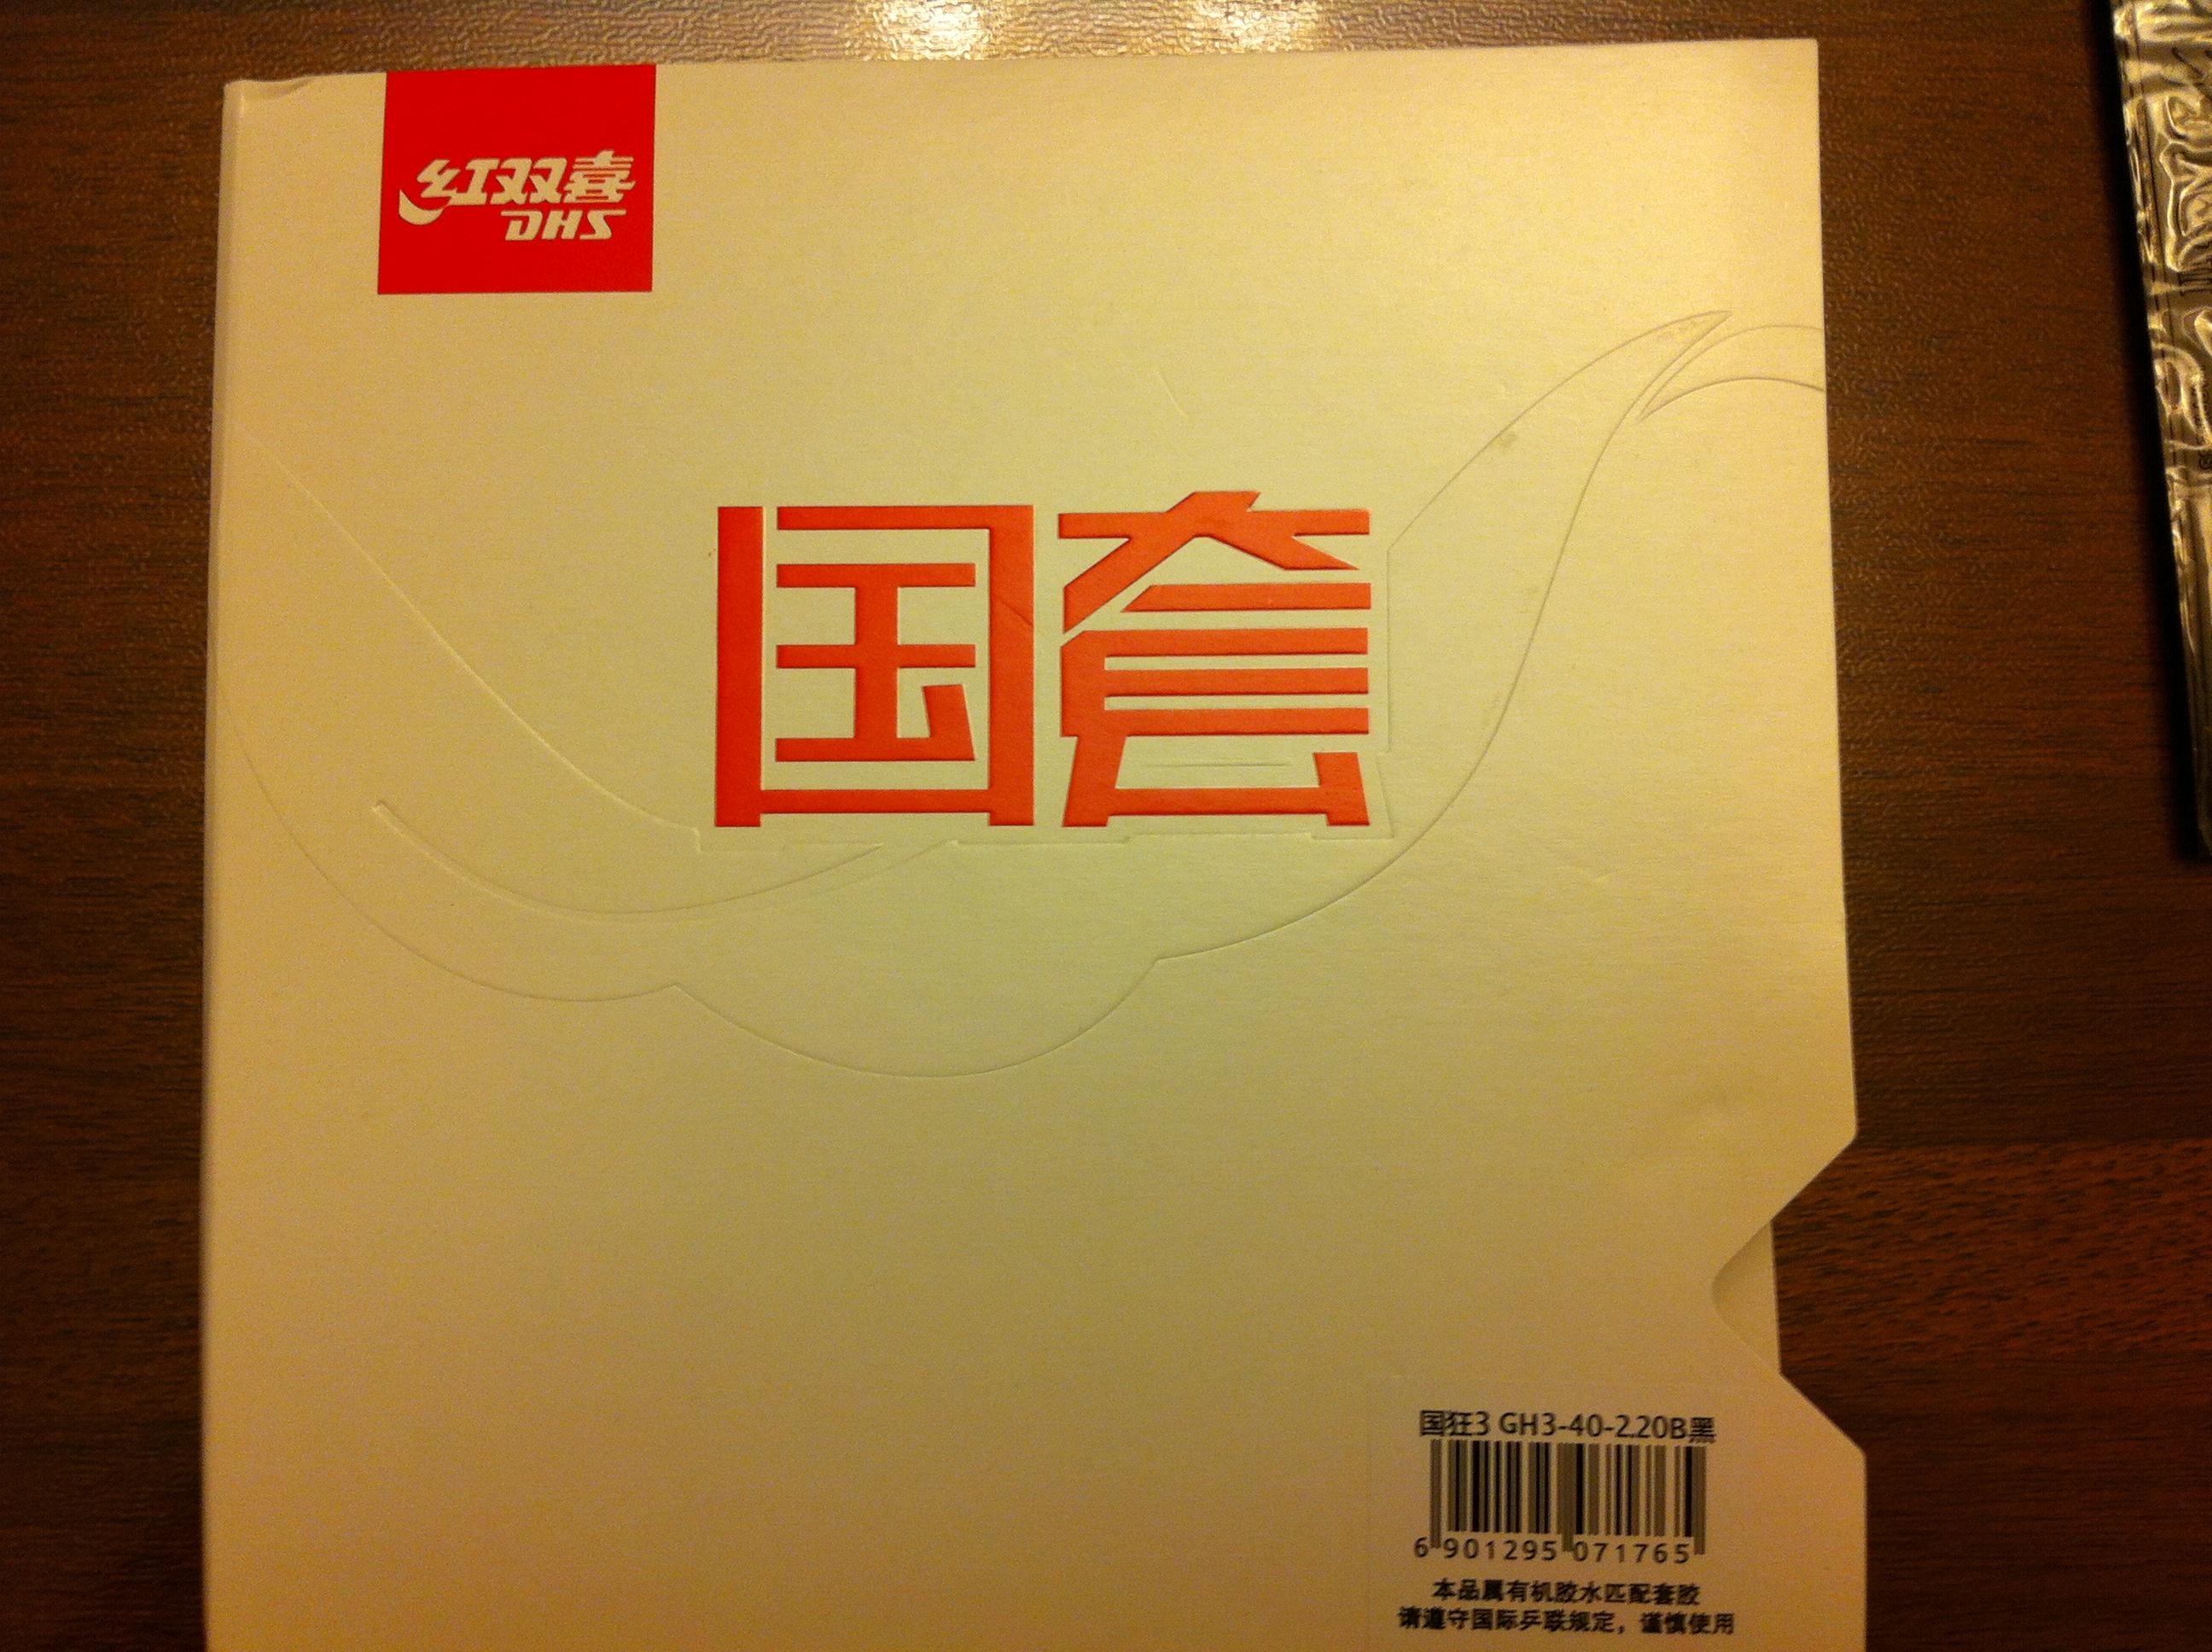 红双喜
DHS
国套
国狂3 GH3-40-2.20B黑
6 901295 071765
本品属有机胶水匹配套胶
请遵守国际乒联规定，谨慎使用